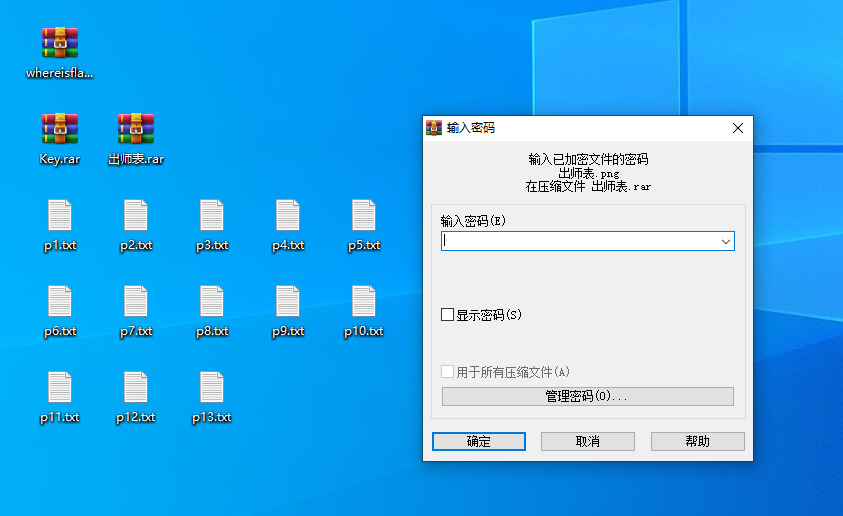 whereisfla...
Key.rar
出师表.rar
p1.txt
p2.txt
p3.txt
p4.txt
p5.txt
p6.txt
p7.txt
p8.txt
p9.txt
p10.txt
p11.txt
p12.txt
p13.txt
输入密码
输入已加密文件的密码
出师表.png
在压缩文件 出师表.rar
输入密码(E)
显示密码(S)
用于所有压缩文件(A)
管理密码(O)...
确定
取消
帮助